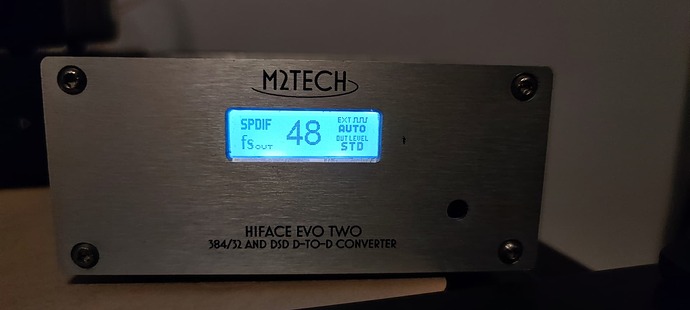 M2TECH
SPDIF
fs OUT
48
EXT
AUTO
OUT LEVEL
STD
HIFACE EVO TWO
384/32 AND DSD D-TO-D CONVERTER